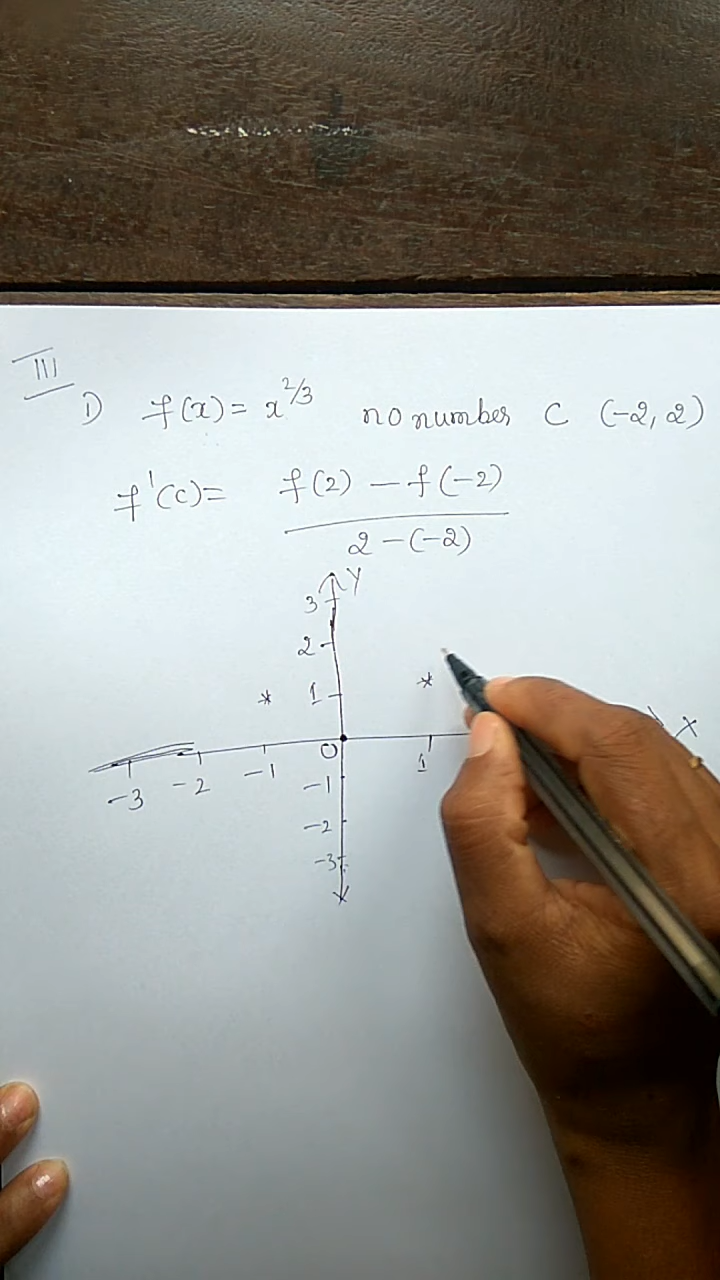 III
1) f(x) = x^2/3 no number C (-2, 2)
f'(c) = f(2) - f(-2)
2 - (-2)
Y
3
2
* 1 *
X
-3 -2 -1 O 1
-1
-2
-3